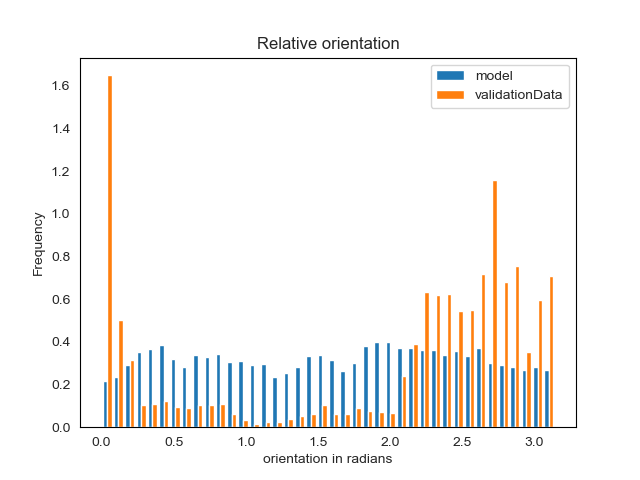 Relative orientation
model
validationData
Frequency
1.6
1.4
1.2
1.0
0.8
0.6
0.4
0.2
0.0
0.0 0.5 1.0 1.5 2.0 2.5 3.0
orientation in radians